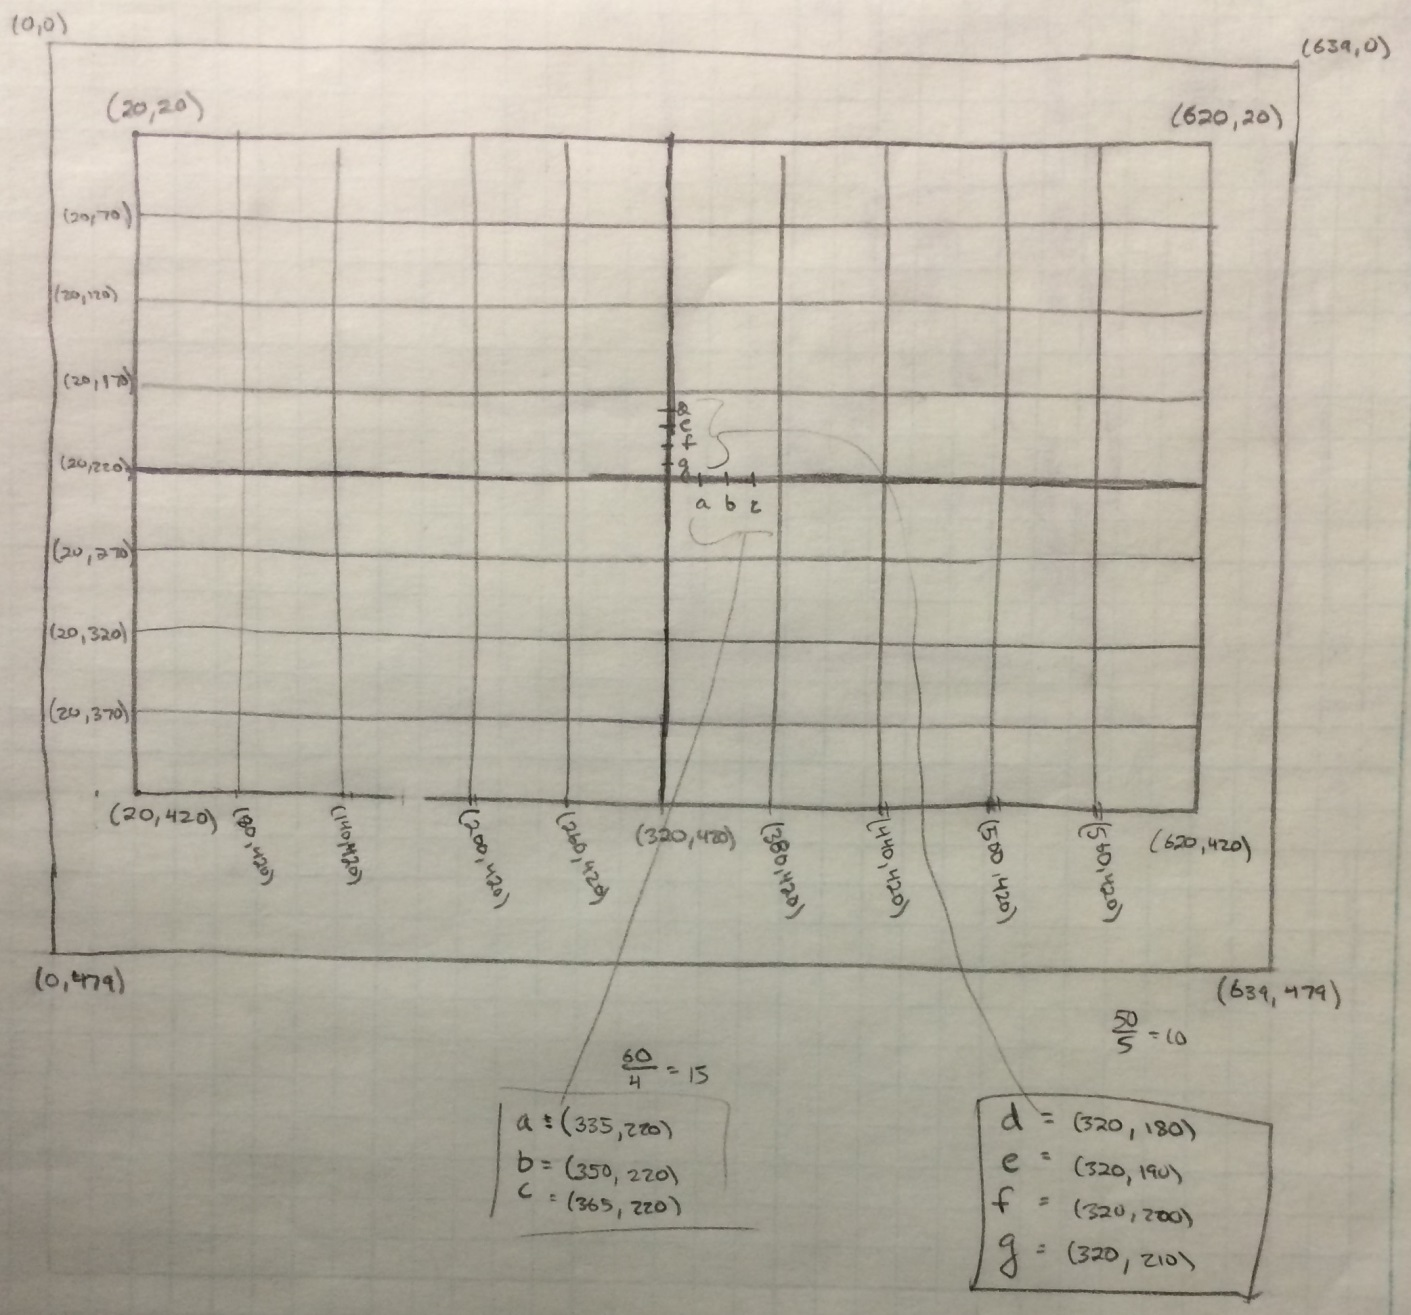 (0,0)
(639,0)
(20,20)
(620,20)
(20,70)
(20,120)
(20,170)
d
e
f
g
(20,220)
a b c
(20,270)
(20,320)
(20,370)
(20,420)
(80,420)
(140,420)
(200,420)
(240,420)
(320,420)
(380,420)
(440,420)
(500,420)
(560,420)
(620,420)
(0,479)
(639,479)
50
5 = 10
60
4 = 15
a = (335,220)
b = (350,220)
c = (365,220)
d = (320,180)
e = (320,190)
f = (320,200)
g = (320,210)